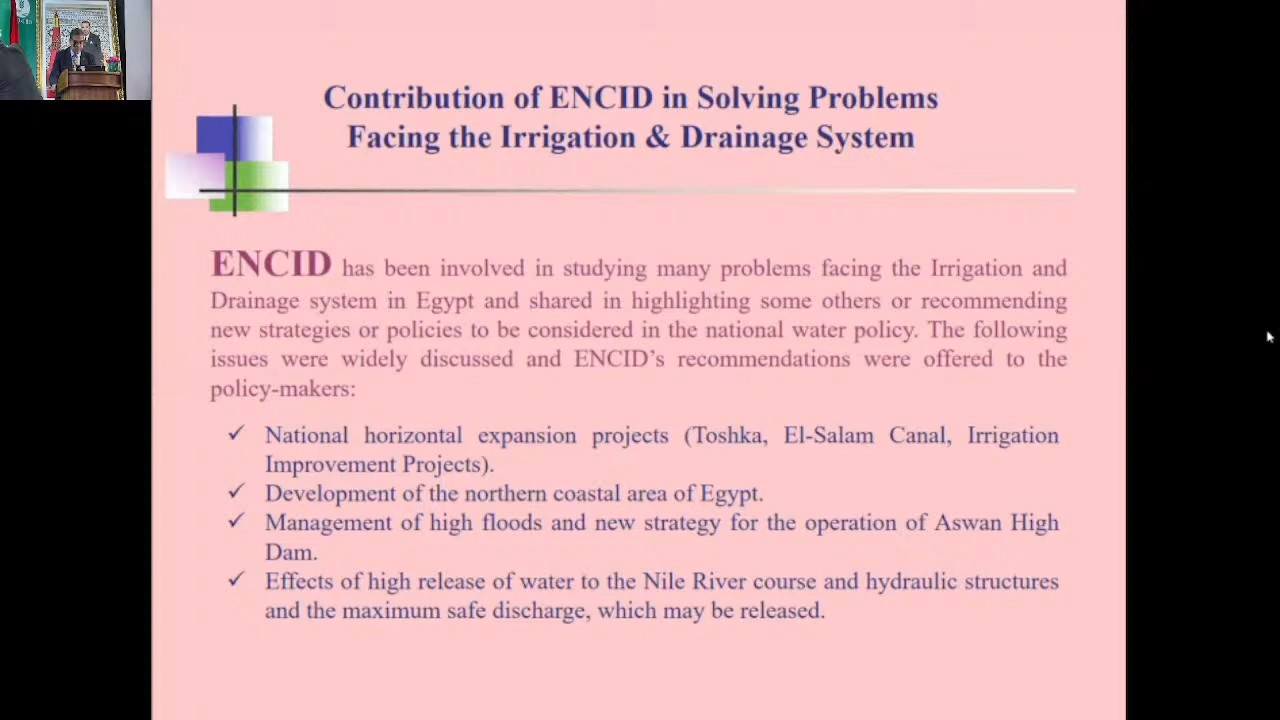 Contribution of ENCID in Solving Problems
Facing the Irrigation & Drainage System
ENCID has been involved in studying many problems facing the Irrigation and
Drainage system in Egypt and shared in highlighting some others or recommending
new strategies or policies to be considered in the national water policy. The following
issues were widely discussed and ENCID’s recommendations were offered to the
policy-makers:
✓ National horizontal expansion projects (Toshka, El-Salam Canal, Irrigation
Improvement Projects).
✓ Development of the northern coastal area of Egypt.
✓ Management of high floods and new strategy for the operation of Aswan High
Dam.
✓ Effects of high release of water to the Nile River course and hydraulic structures
and the maximum safe discharge, which may be released.